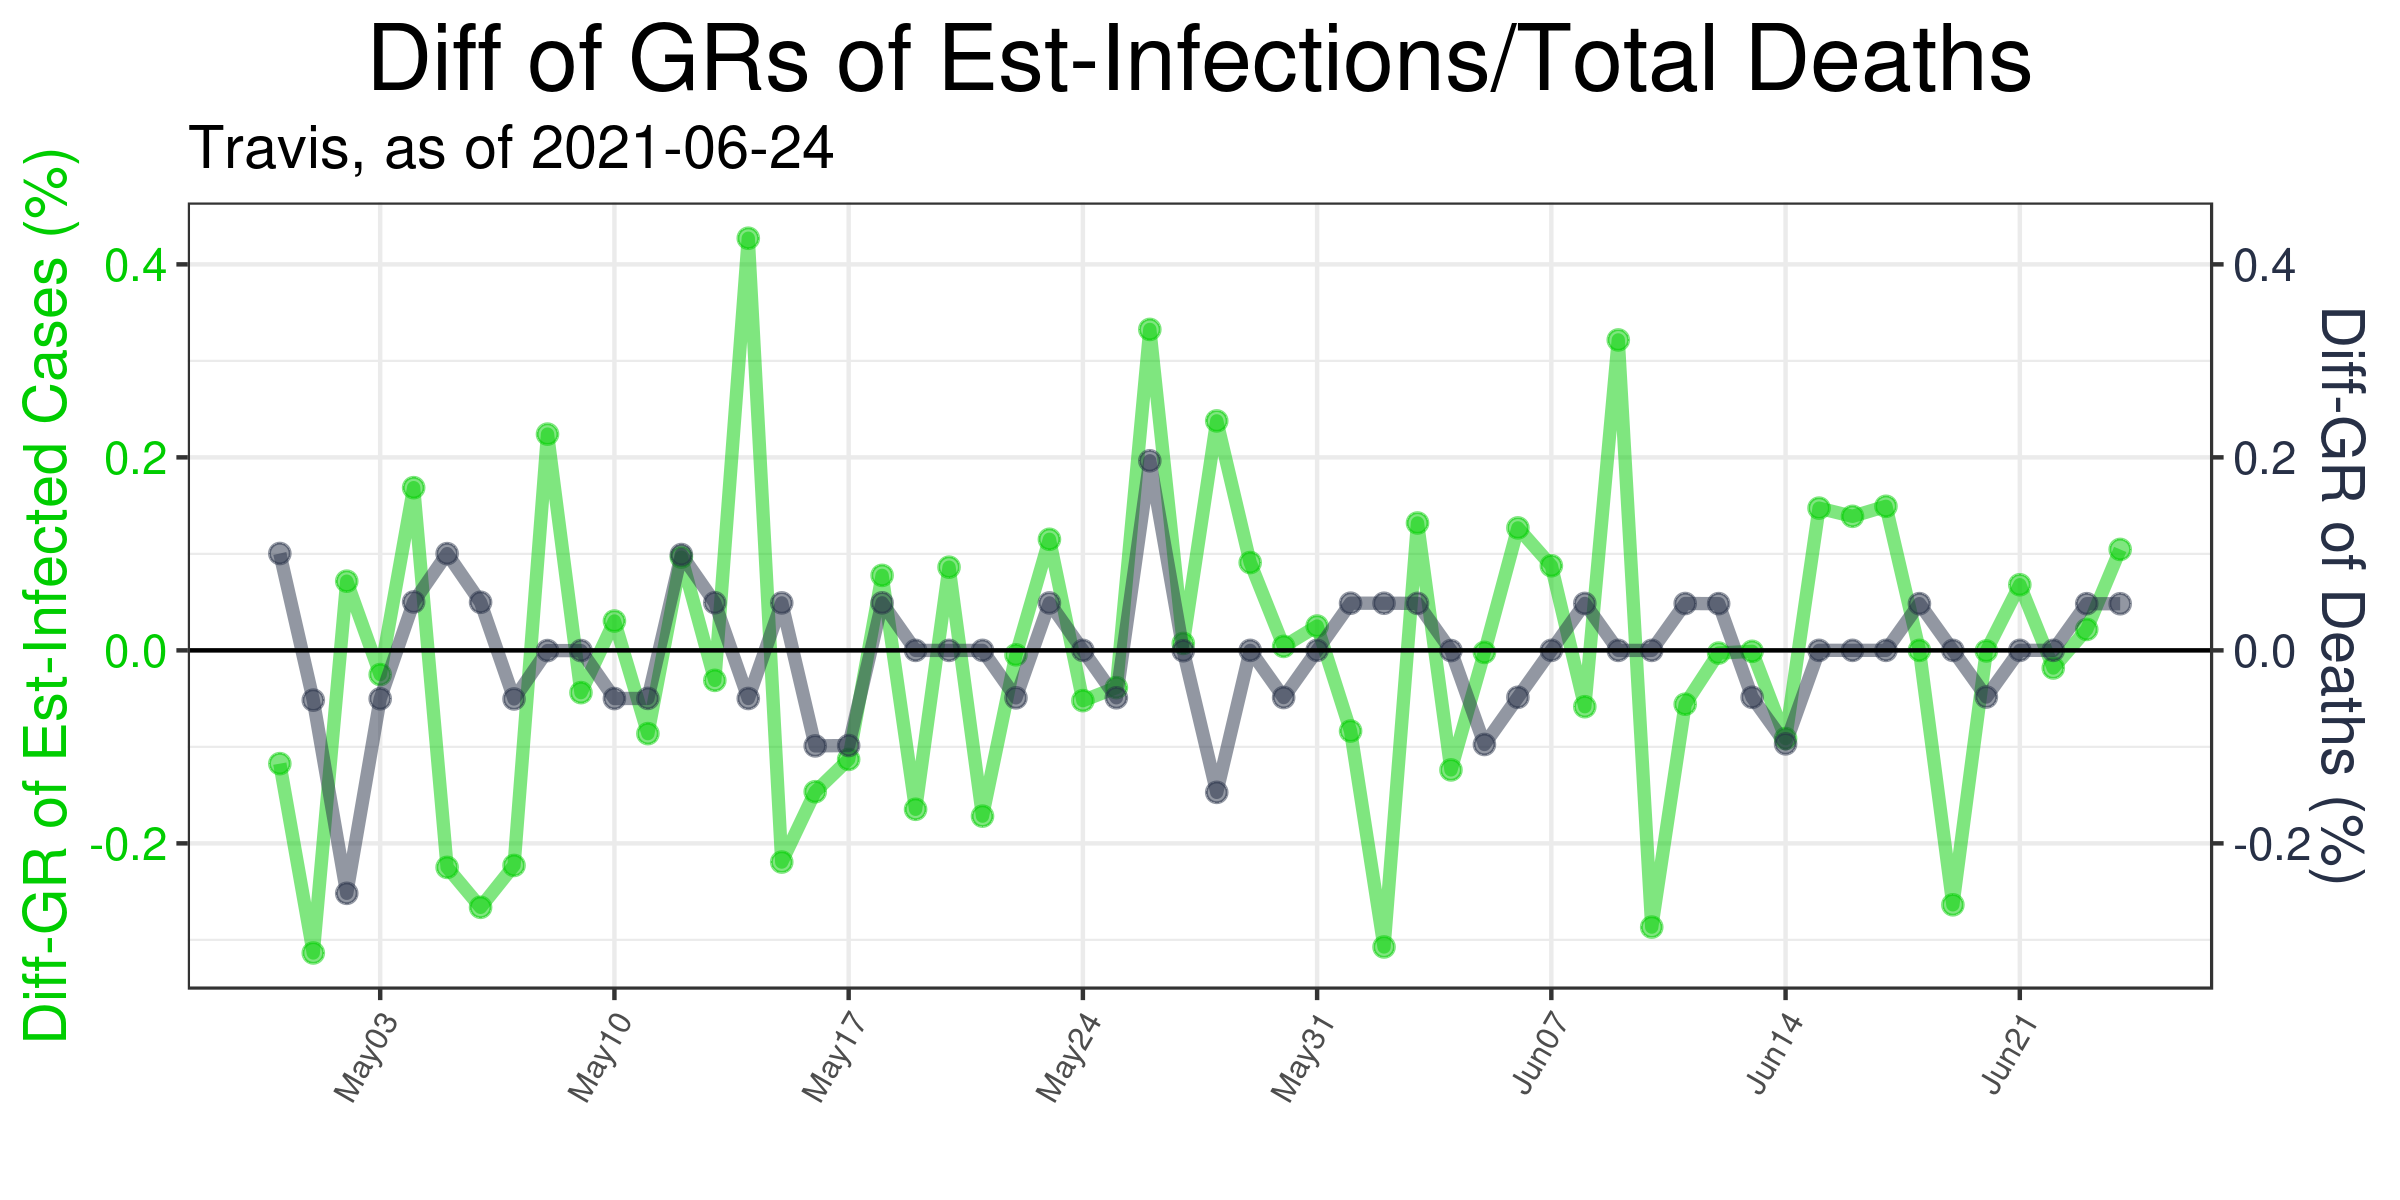 Diff of GRs of Est-Infections/Total Deaths
Travis, as of 2021-06-24
Diff-GR of Est-Infected Cases (%)
0.4
0.2
0.0
-0.2
0.4
0.2
0.0
-0.2
Diff-GR of Deaths (%)
May03
May10
May17
May24
May31
Jun07
Jun14
Jun21